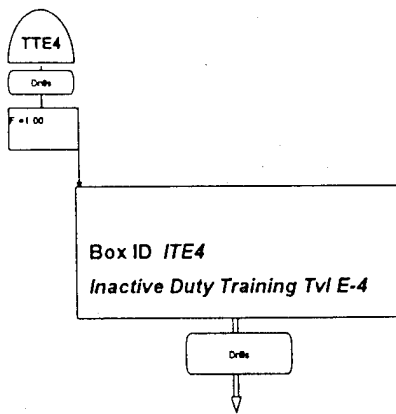 TTE4
Drills
F =1.00
Box ID ITE4
Inactive Duty Training Tvl E-4
Drills